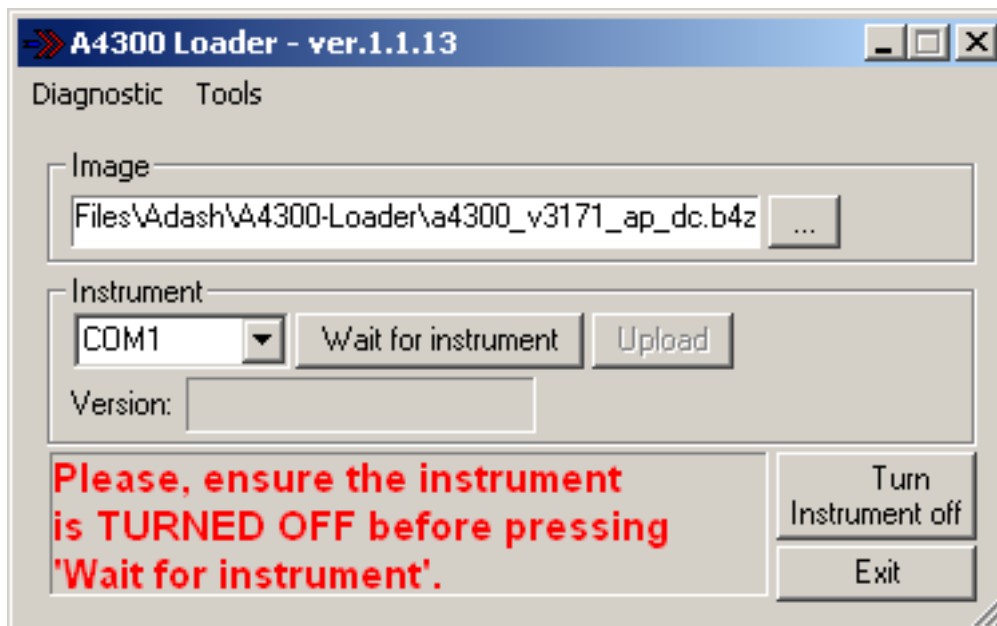 A4300 Loader - ver.1.1.13
Diagnostic Tools
Image
Files\Adash\A4300-Loader\a4300_v3171_ap_dc.b4z
...
Instrument
COM1 Wait for instrument Upload
Version:
Please, ensure the instrument
is TURNED OFF before pressing
'Wait for instrument'.
Turn
Instrument off
Exit